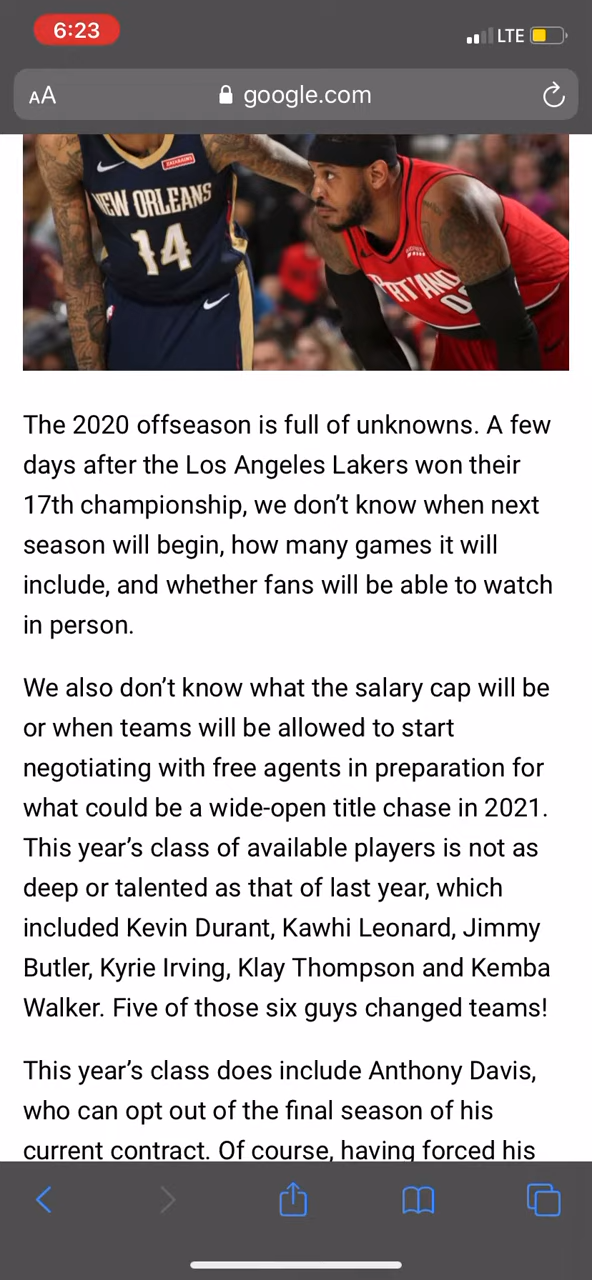 6:23
LTE
AA
google.com
NEW ORLEANS
14
The 2020 offseason is full of unknowns. A few
days after the Los Angeles Lakers won their
17th championship, we don’t know when next
season will begin, how many games it will
include, and whether fans will be able to watch
in person.
We also don’t know what the salary cap will be
or when teams will be allowed to start
negotiating with free agents in preparation for
what could be a wide-open title chase in 2021.
This year’s class of available players is not as
deep or talented as that of last year, which
included Kevin Durant, Kawhi Leonard, Jimmy
Butler, Kyrie Irving, Klay Thompson and Kemba
Walker. Five of those six guys changed teams!
This year’s class does include Anthony Davis,
who can opt out of the final season of his
current contract. Of course, having forced his